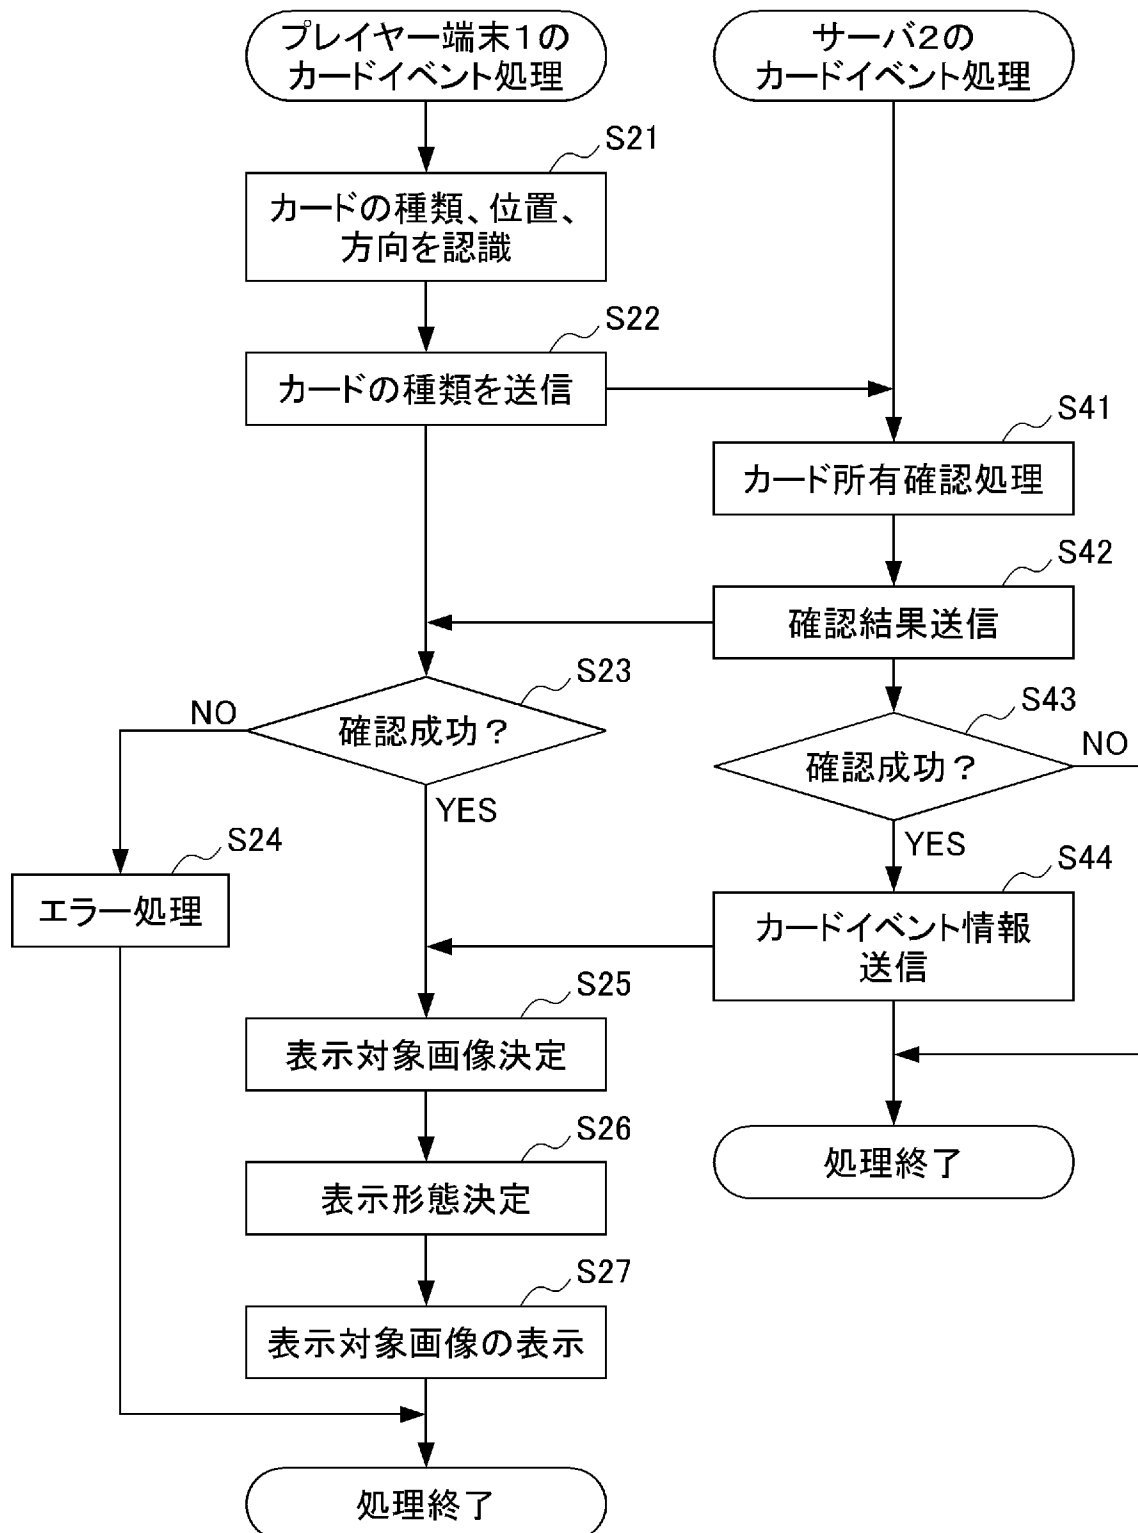 プレイヤー端末1の
カードイベント処理
サーバ2の
カードイベント処理
S21
カードの種類、位置、
方向を認識
S22
カードの種類を送信
S41
カード所有確認処理
S42
確認結果送信
S23
確認成功？
NO
YES
S43
確認成功？
NO
YES
S24
エラー処理
S44
カードイベント情報
送信
S25
表示対象画像決定
S26
表示形態決定
処理終了
S27
表示対象画像の表示
処理終了